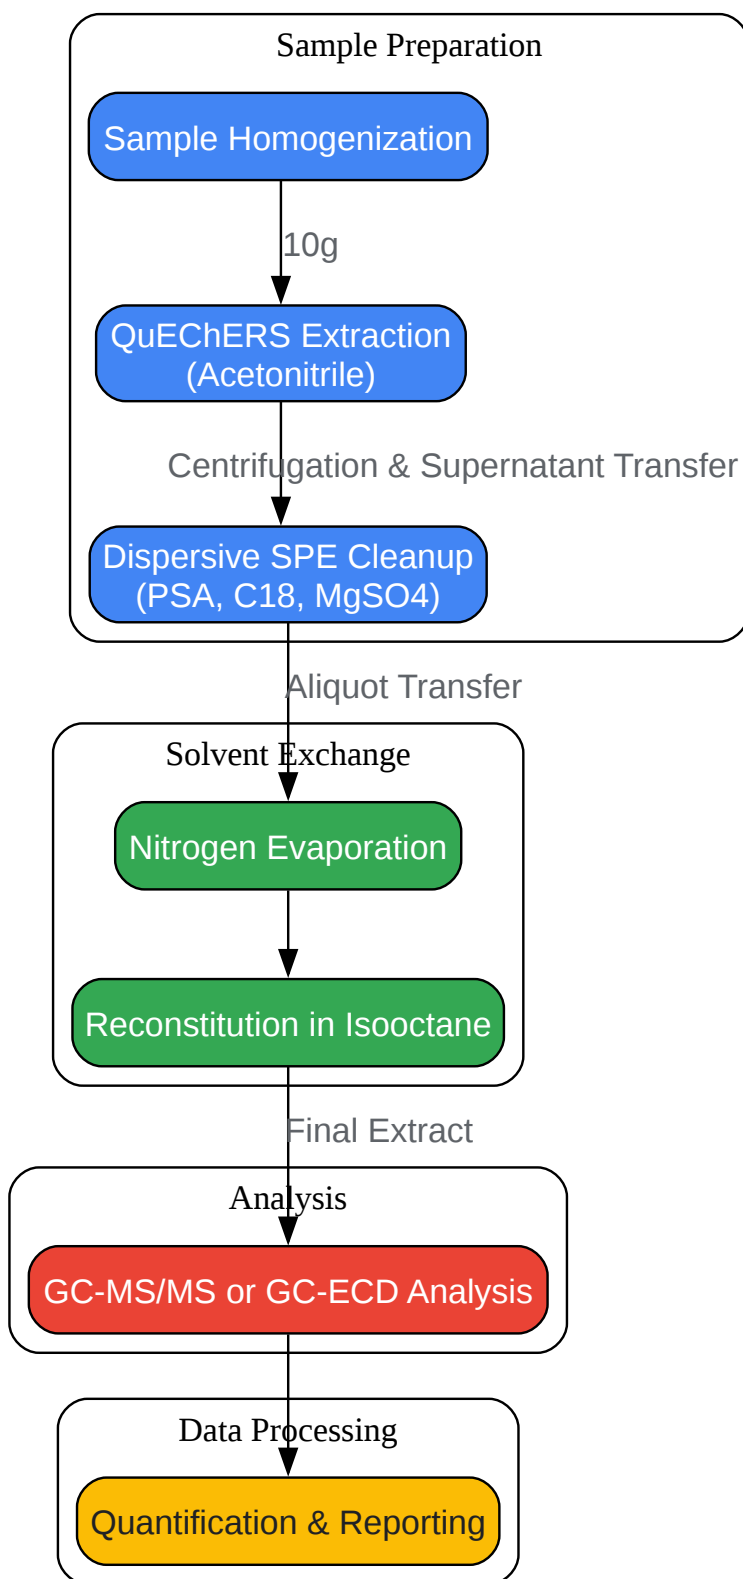 Sample Preparation
Sample Homogenization
10g
QuEChERS Extraction
(Acetonitrile)
Centrifugation & Supernatant Transfer
Dispersive SPE Cleanup
(PSA, C18, MgSO4)
Aliquot Transfer
Solvent Exchange
Nitrogen Evaporation
Reconstitution in Isooctane
Final Extract
Analysis
GC-MS/MS or GC-ECD Analysis
Data Processing
Quantification & Reporting